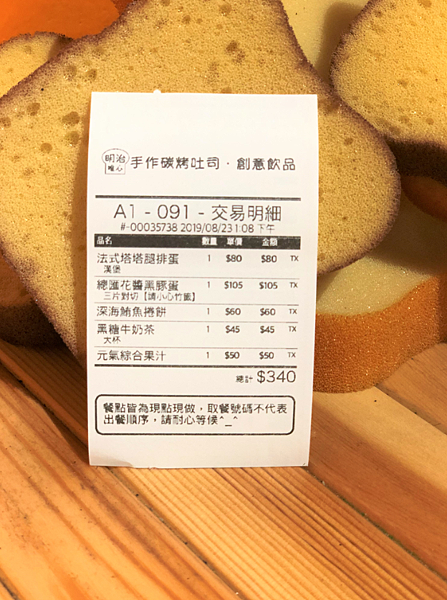 明治暖心 手作碳烤吐司．創意飲品
A1 - 091 - 交易明細
#-00035738 2019/08/23 1:08 下午
品名 數量 單價 金額
法式塔塔腿排蛋 1 $80 $80 TX
漢堡
總匯花醬黑豚蛋 1 $105 $105 TX
三片對切【請小心竹籤】
深海鮪魚捲餅 1 $60 $60 TX
黑糖牛奶茶 1 $45 $45 TX
大杯
元氣綜合果汁 1 $50 $50 TX
總計 $340
餐點皆為現點現做，取餐號碼不代表
出餐順序，請耐心等候^_^